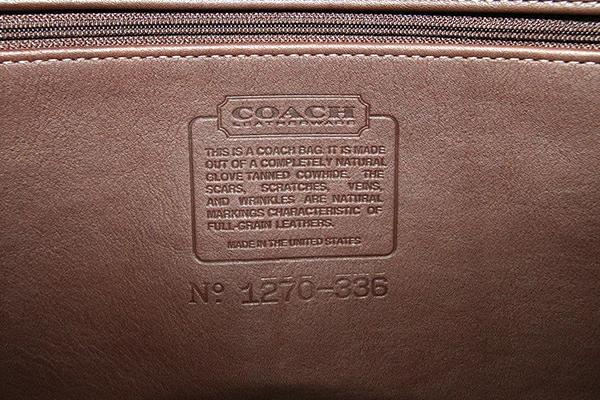 COACH
LEATHERWARE
THIS IS A COACH BAG. IT IS MADE
OUT OF A COMPLETELY NATURAL
GLOVE TANNED COWHIDE. THE
SCARS, SCRATCHES, VEINS,
AND WRINKLES ARE NATURAL
MARKINGS CHARACTERISTIC OF
FULL-GRAIN LEATHERS.
MADE IN THE UNITED STATES
Nº 1270-336